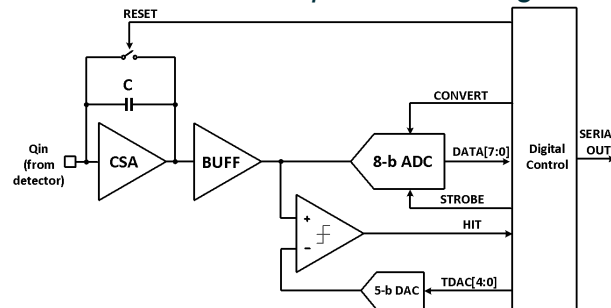 RESET
C
CONVERT
Qin
(from
detector)
CSA
BUFF
8-b ADC
DATA[7:0]
Digital
Control
SERIA
OUT
STROBE
HIT
+
-
5-b DAC
TDAC[4:0]